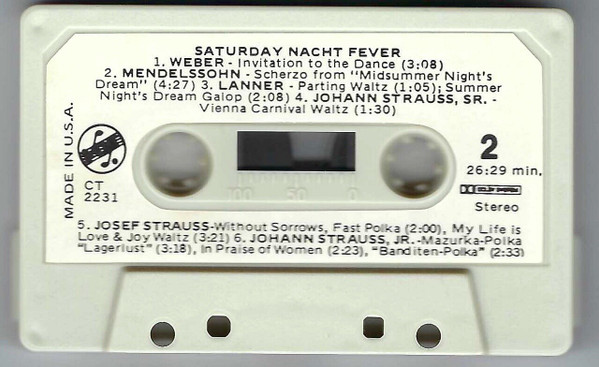 SATURDAY NACHT FEVER
1. WEBER - Invitation to the Dance (3:08)
2. MENDELSSOHN - Scherzo from "Midsummer Night's
Dream" (4:27) 3. LANNER - Parting Waltz (1:05); Summer
Night's Dream Galop (2:08) 4. JOHANN STRAUSS, SR. -
Vienna Carnival Waltz (1:30)
MADE IN U.S.A.
CT
2231
100 50 0
2
26:29 min.
DOLBY SYSTEM
Stereo
5. JOSEF STRAUSS-Without Sorrows, Fast Polka (2:00), My Life is
Love & Joy Waltz (3:21) 6. JOHANN STRAUSS, JR.-Mazurka-Polka
"Lagerlust" (3:18), In Praise of Women (2:23), "Banditen-Polka" (2:33)